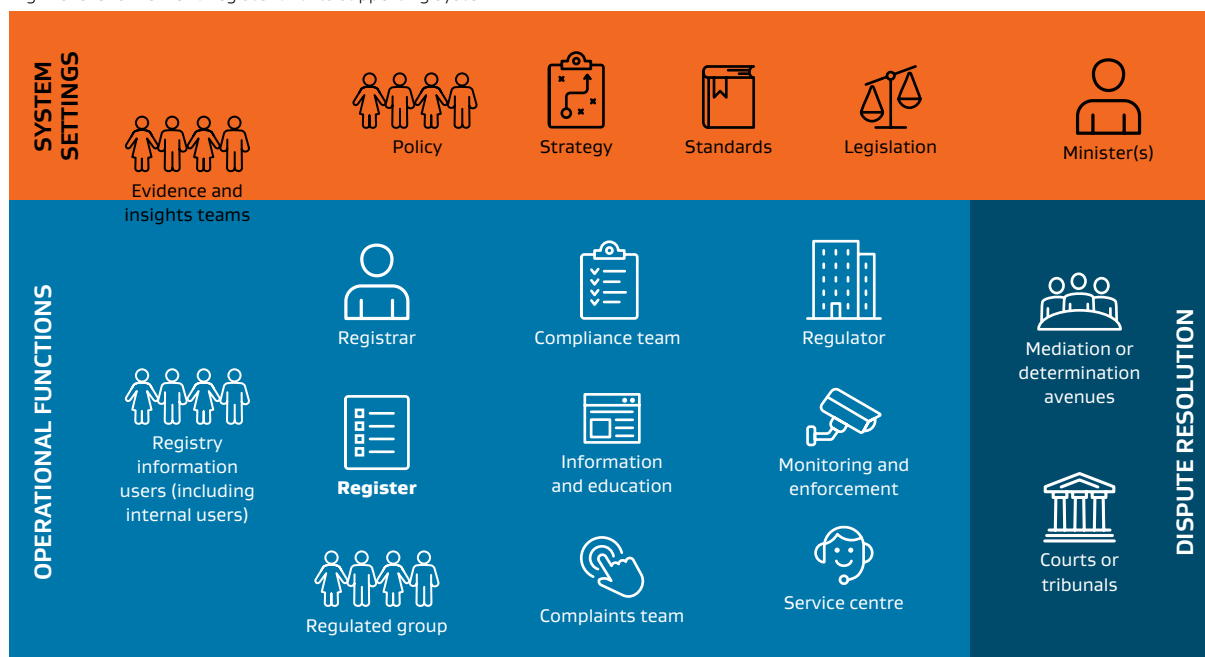 SYSTEM
SETTINGS
Evidence and
insights teams
Policy
Strategy
Standards
Legislation
Minister(s)
OPERATIONAL FUNCTIONS
Registry
information
users (including
internal users)
Registrar
Compliance team
Regulator
Register
Information
and education
Monitoring and
enforcement
Regulated group
Complaints team
Service centre
Mediation or
determination
avenues
Courts or
tribunals
DISPUTE RESOLUTION